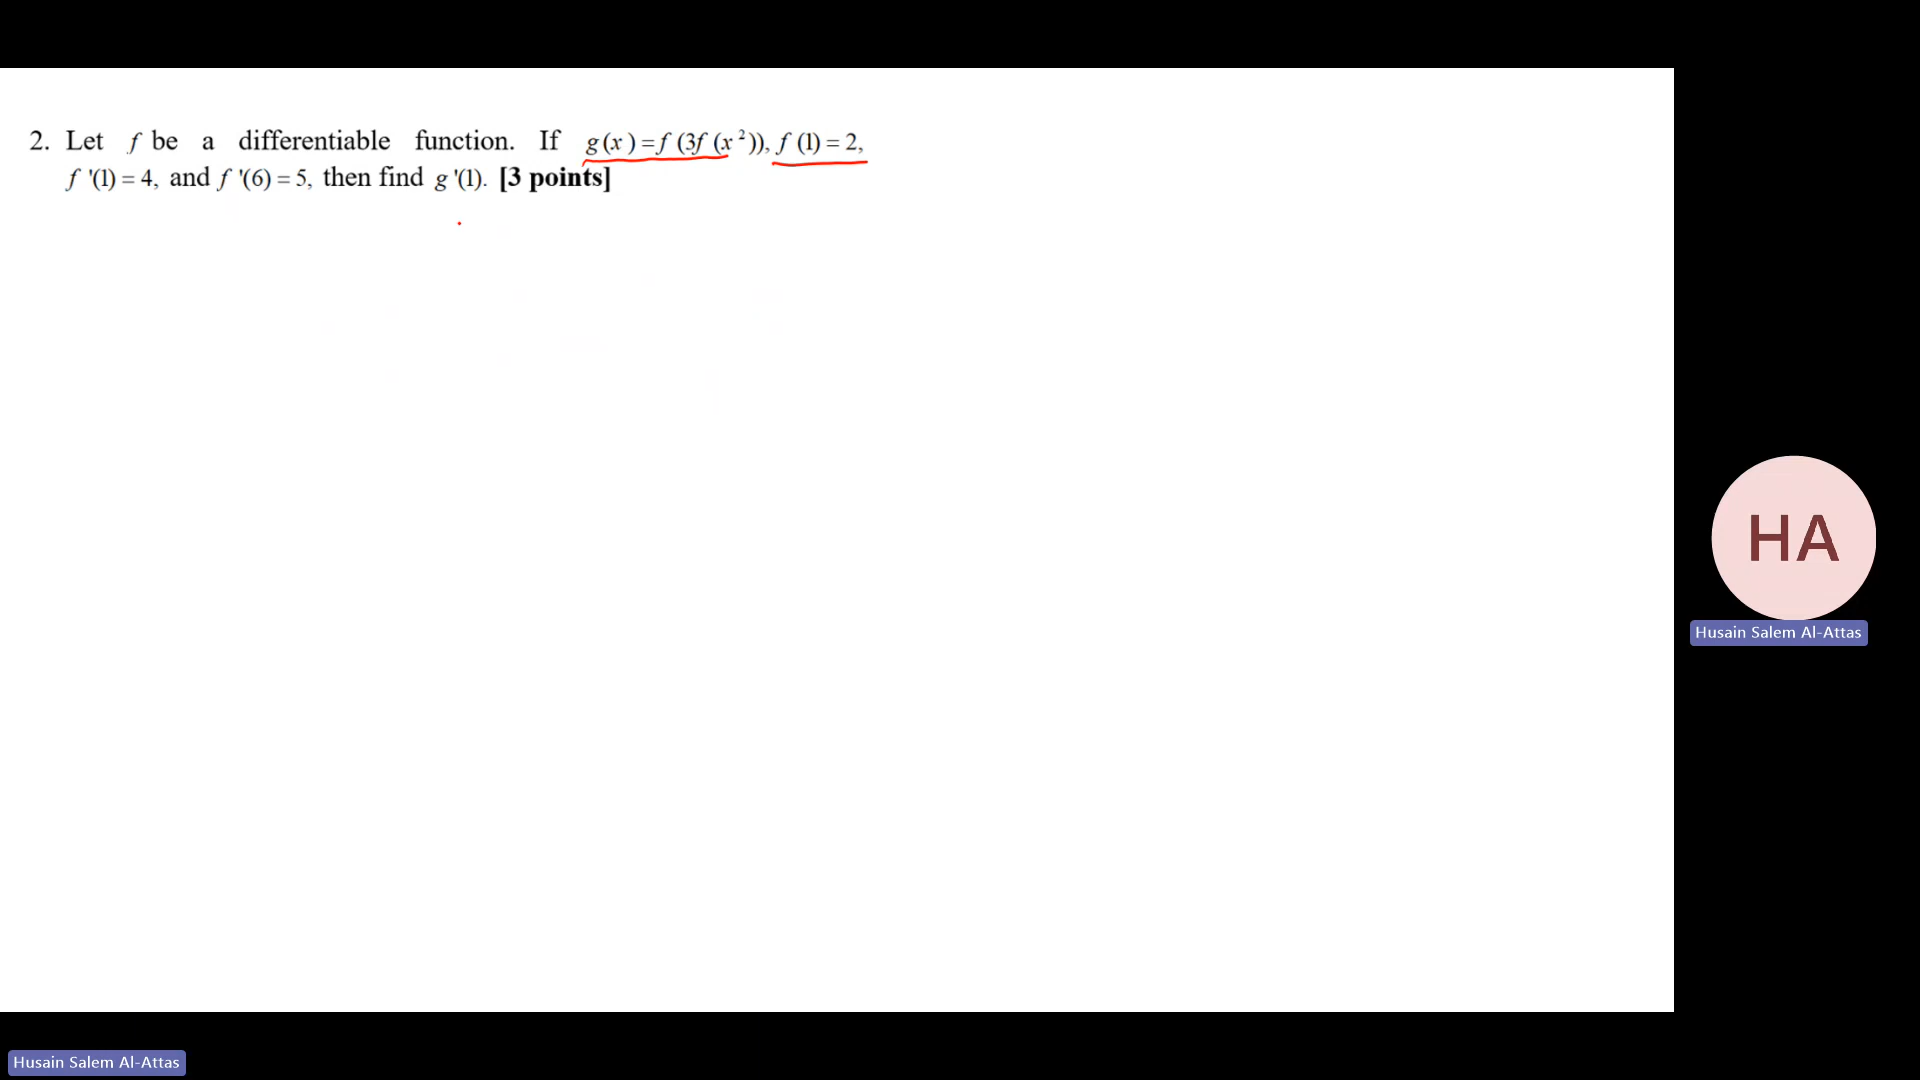 2. Let f be a differentiable function. If g(x)=f(3f(x²)), f(1)=2,
f '(1)=4, and f '(6)=5, then find g '(1). [3 points]
HA
Husain Salem Al-Attas
Husain Salem Al-Attas